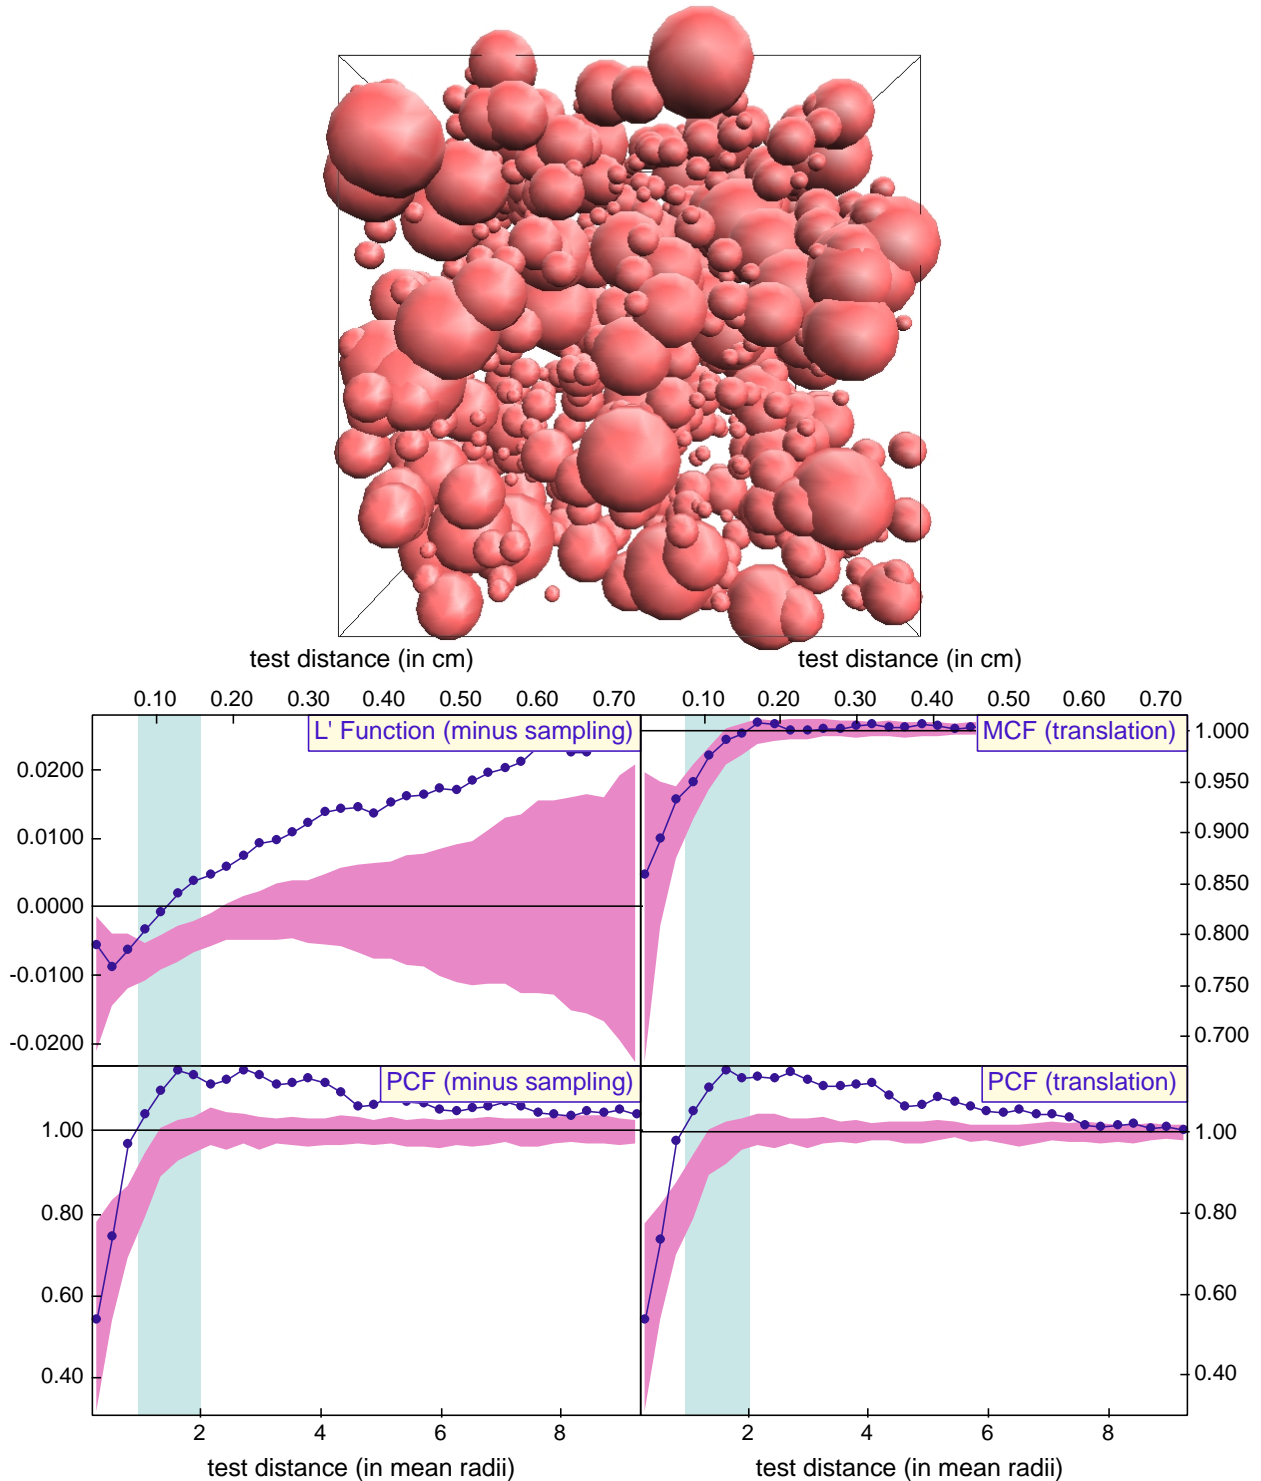 test distance (in cm) test distance (in cm)
0.10 0.20 0.30 0.40 0.50 0.60 0.70 0.10 0.20 0.30 0.40 0.50 0.60 0.70
L' Function (minus sampling)
0.0200
0.0100
0.0000
-0.0100
-0.0200
MCF (translation)
1.000
0.950
0.900
0.850
0.800
0.750
0.700
PCF (minus sampling)
1.00
0.80
0.60
0.40
PCF (translation)
1.00
0.80
0.60
0.40
2 4 6 8 2 4 6 8
test distance (in mean radii) test distance (in mean radii)